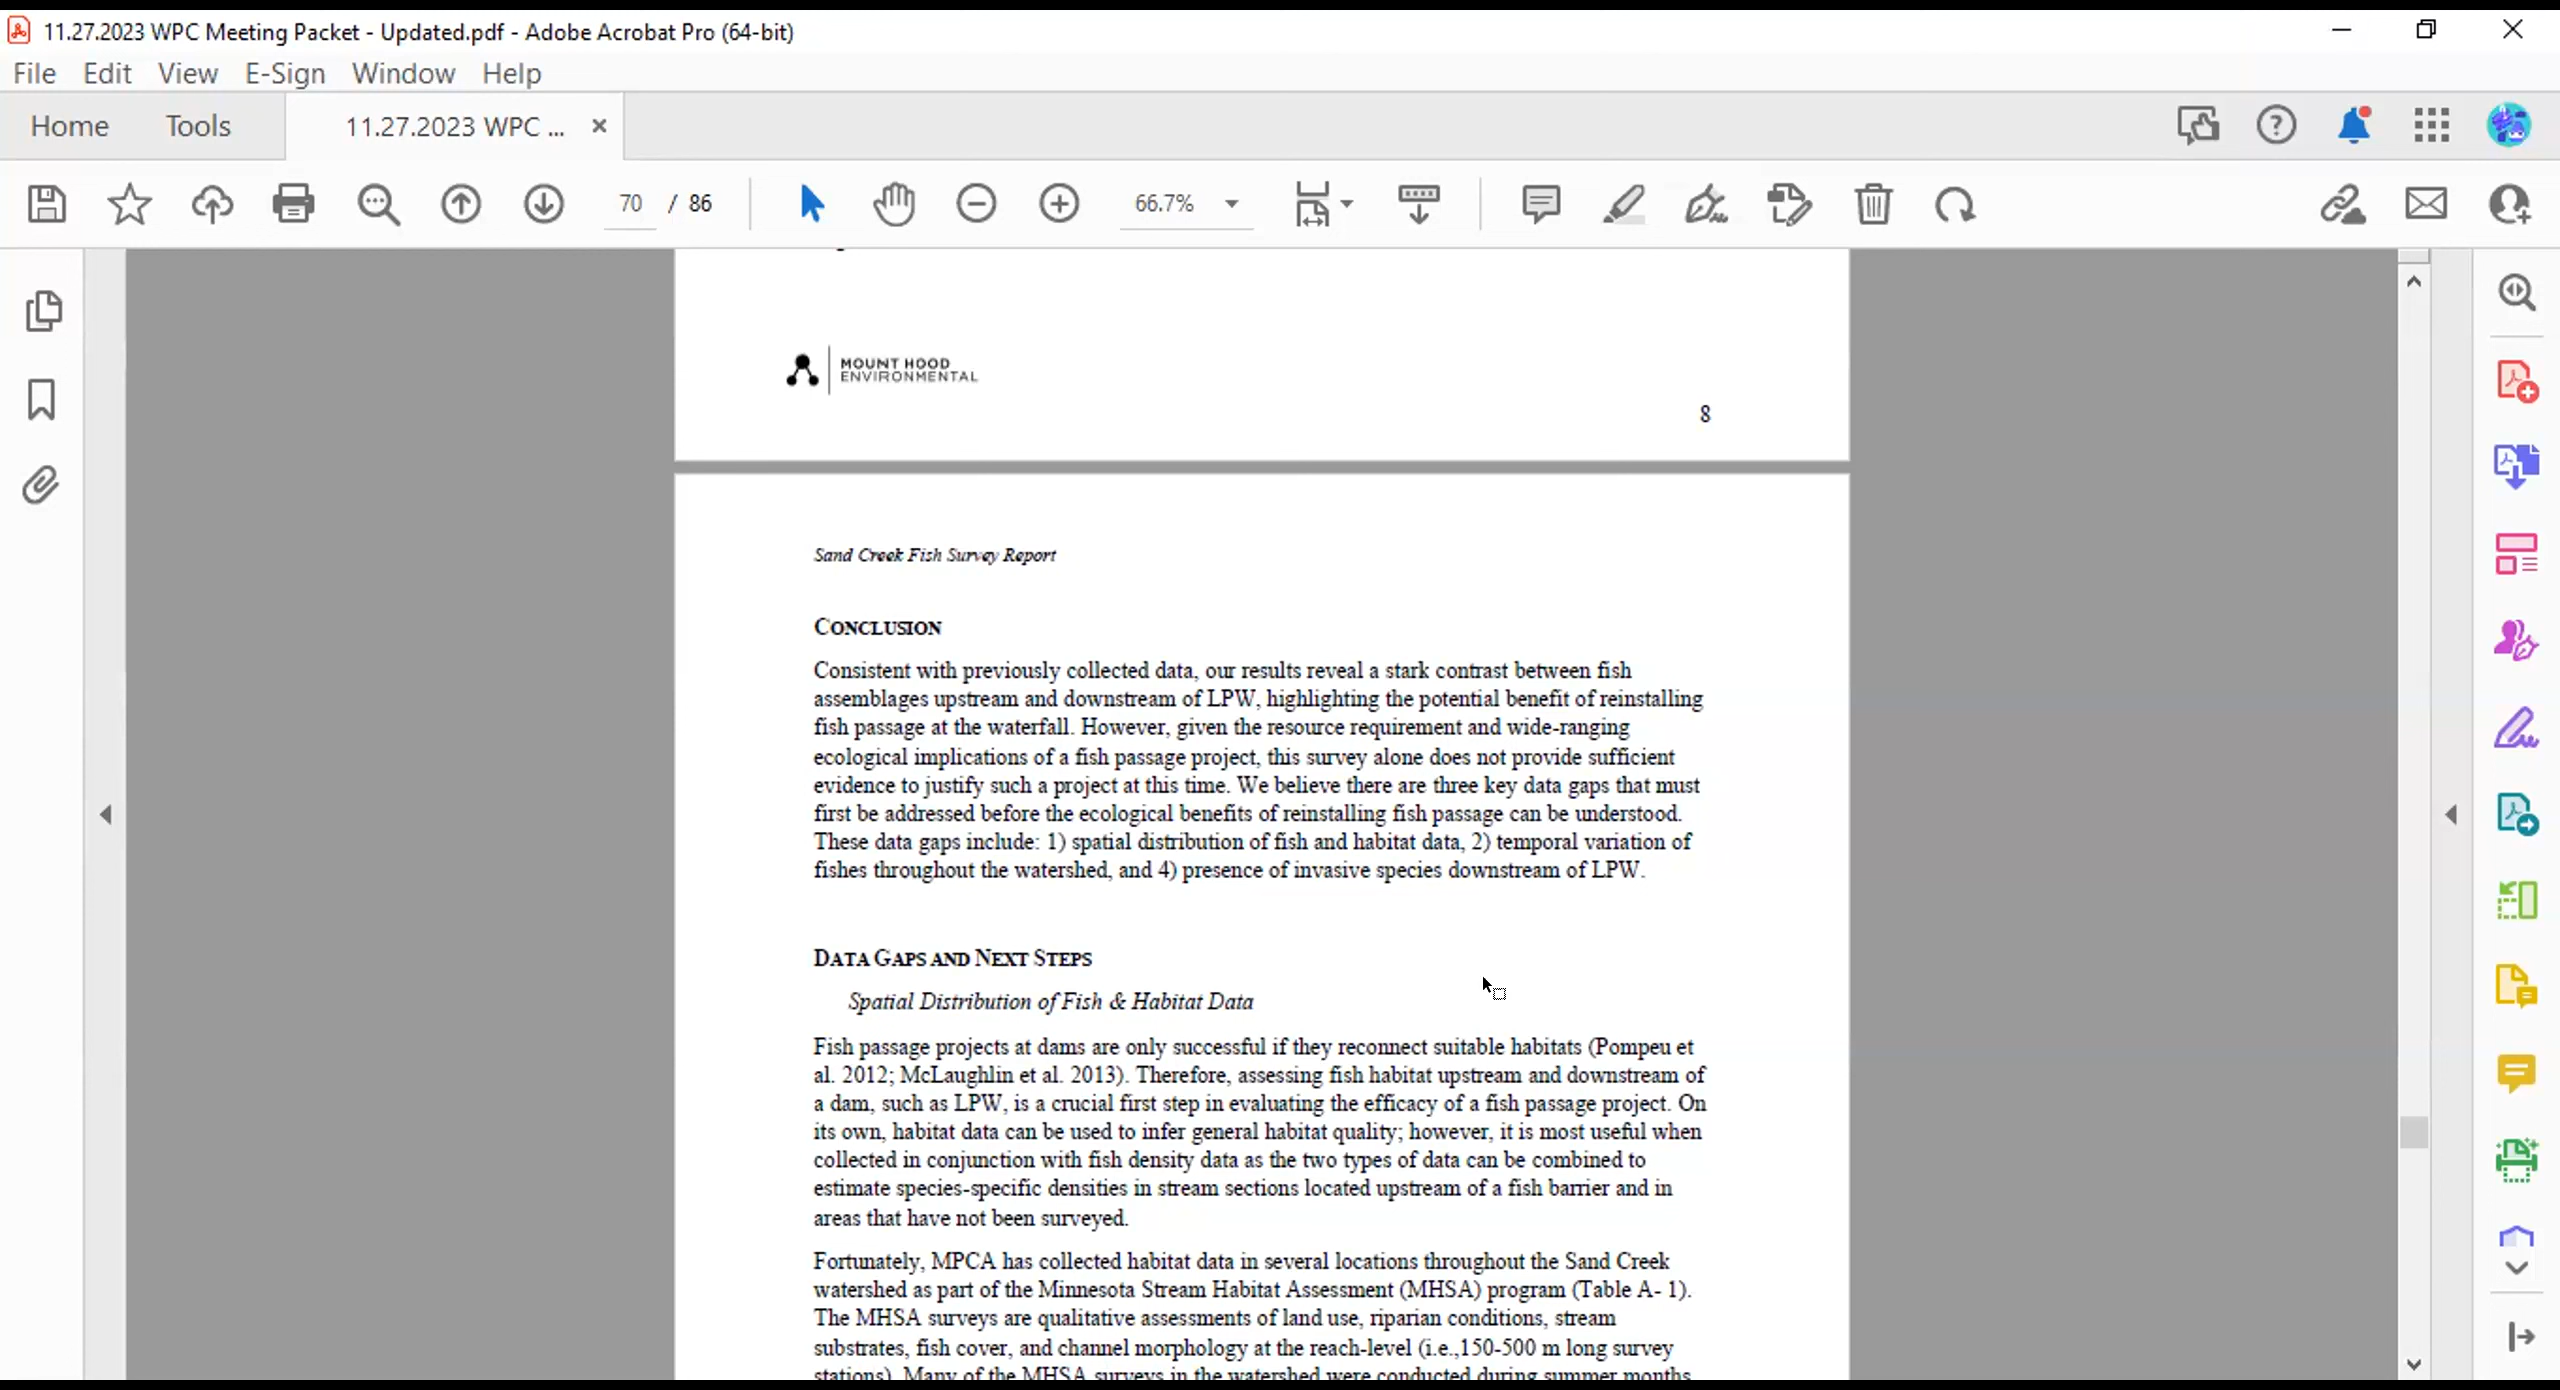 11.27.2023 WPC Meeting Packet - Updated.pdf - Adobe Acrobat Pro (64-bit)
File Edit View E-Sign Window Help
Home Tools 11.27.2023 WPC ...
70 / 86 66.7%
MOUNT HOOD
ENVIRONMENTAL
8
Sand Creek Fish Survey Report
CONCLUSION
Consistent with previously collected data, our results reveal a stark contrast between fish
assemblages upstream and downstream of LPW, highlighting the potential benefit of reinstalling
fish passage at the waterfall. However, given the resource requirement and wide-ranging
ecological implications of a fish passage project, this survey alone does not provide sufficient
evidence to justify such a project at this time. We believe there are three key data gaps that must
first be addressed before the ecological benefits of reinstalling fish passage can be understood.
These data gaps include: 1) spatial distribution of fish and habitat data, 2) temporal variation of
fishes throughout the watershed, and 4) presence of invasive species downstream of LPW.
DATA GAPS AND NEXT STEPS
Spatial Distribution of Fish & Habitat Data
Fish passage projects at dams are only successful if they reconnect suitable habitats (Pompeu et
al. 2012; McLaughlin et al. 2013). Therefore, assessing fish habitat upstream and downstream of
a dam, such as LPW, is a crucial first step in evaluating the efficacy of a fish passage project. On
its own, habitat data can be used to infer general habitat quality; however, it is most useful when
collected in conjunction with fish density data as the two types of data can be combined to
estimate species-specific densities in stream sections located upstream of a fish barrier and in
areas that have not been surveyed.
Fortunately, MPCA has collected habitat data in several locations throughout the Sand Creek
watershed as part of the Minnesota Stream Habitat Assessment (MHSA) program (Table A- 1).
The MHSA surveys are qualitative assessments of land use, riparian conditions, stream
substrates, fish cover, and channel morphology at the reach-level (i.e.,150-500 m long survey
stations). Many of the MHSA surveys in the watershed were conducted during summer months